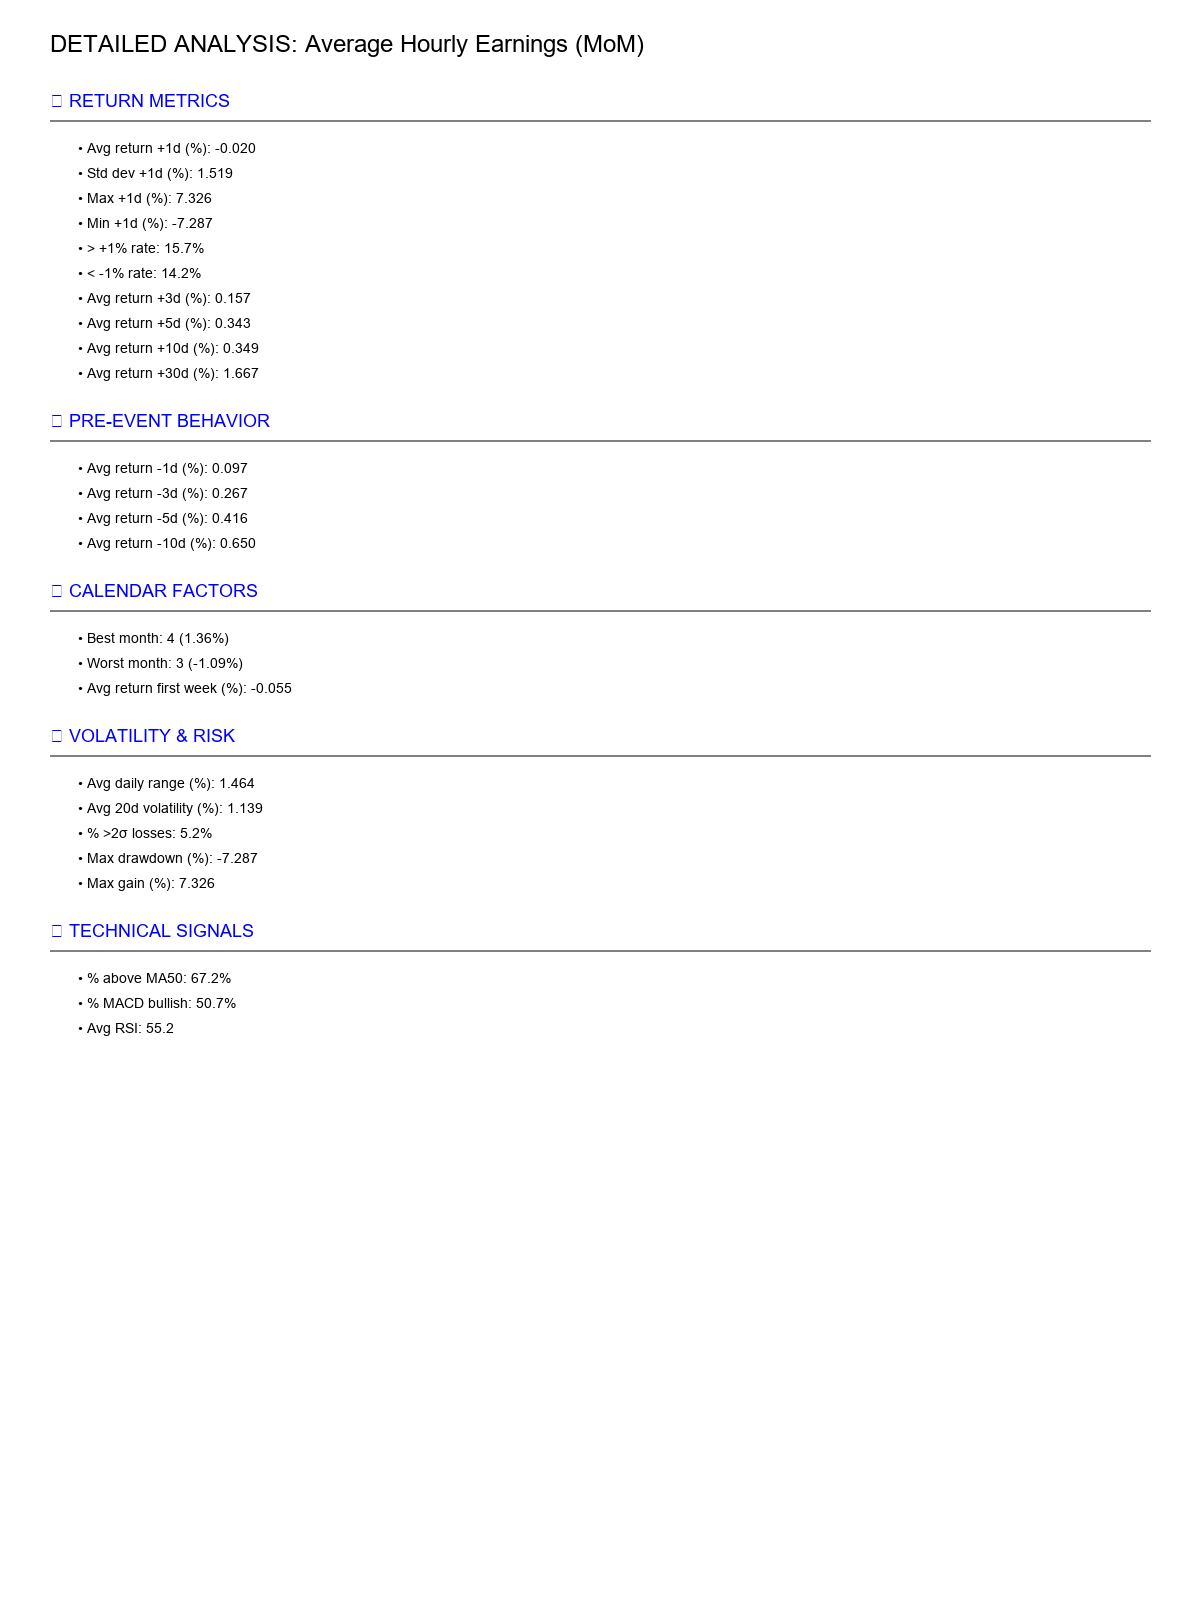 DETAILED ANALYSIS: Average Hourly Earnings (MoM)
RETURN METRICS
• Avg return +1d (%): -0.020
• Std dev +1d (%): 1.519
• Max +1d (%): 7.326
• Min +1d (%): -7.287
• > +1% rate: 15.7%
• < -1% rate: 14.2%
• Avg return +3d (%): 0.157
• Avg return +5d (%): 0.343
• Avg return +10d (%): 0.349
• Avg return +30d (%): 1.667
PRE-EVENT BEHAVIOR
• Avg return -1d (%): 0.097
• Avg return -3d (%): 0.267
• Avg return -5d (%): 0.416
• Avg return -10d (%): 0.650
CALENDAR FACTORS
• Best month: 4 (1.36%)
• Worst month: 3 (-1.09%)
• Avg return first week (%): -0.055
VOLATILITY & RISK
• Avg daily range (%): 1.464
• Avg 20d volatility (%): 1.139
• % >2σ losses: 5.2%
• Max drawdown (%): -7.287
• Max gain (%): 7.326
TECHNICAL SIGNALS
• % above MA50: 67.2%
• % MACD bullish: 50.7%
• Avg RSI: 55.2